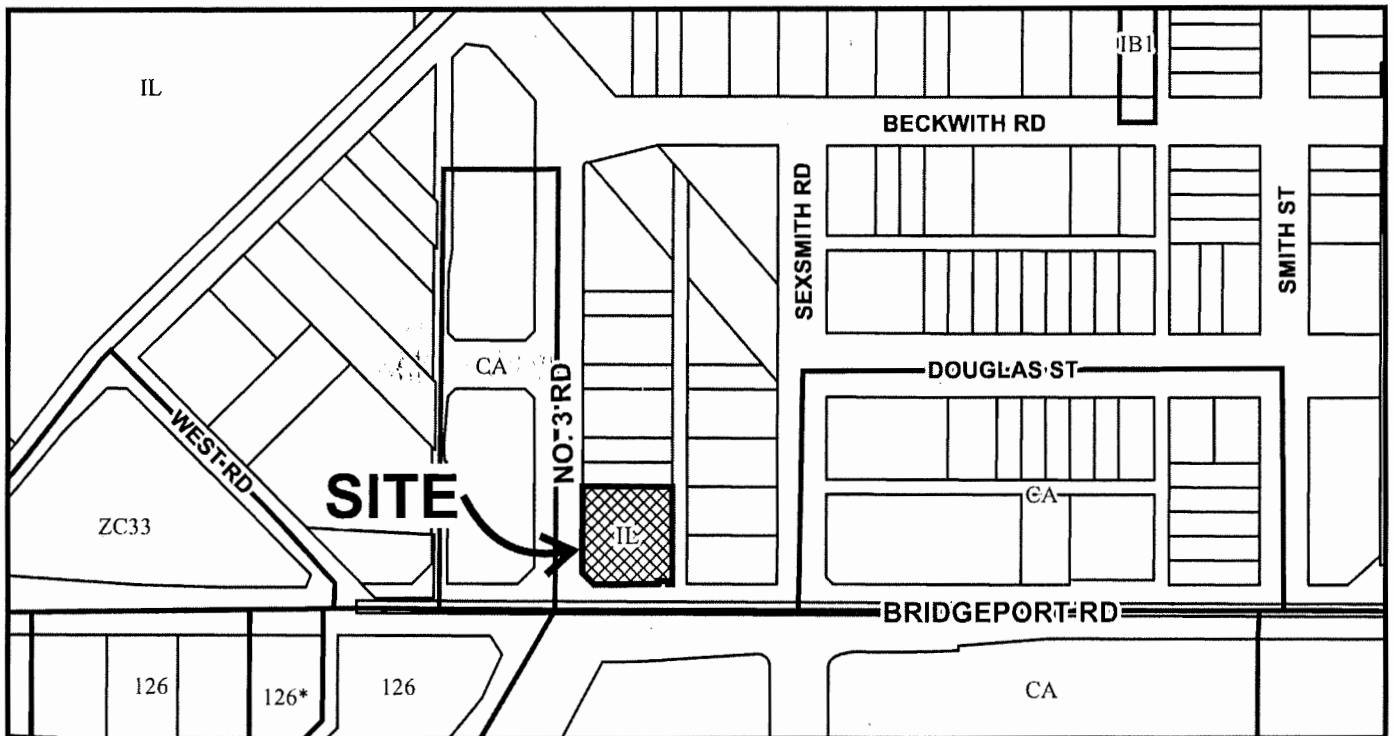 IL
IB1
BECKWITH RD
SEXSMITH RD
SMITH ST
CA
NO. 3 RD
DOUGLAS ST
WEST RD
SITE
IL
CA
ZC33
BRIDGEPORT RD
126
126*
126
CA